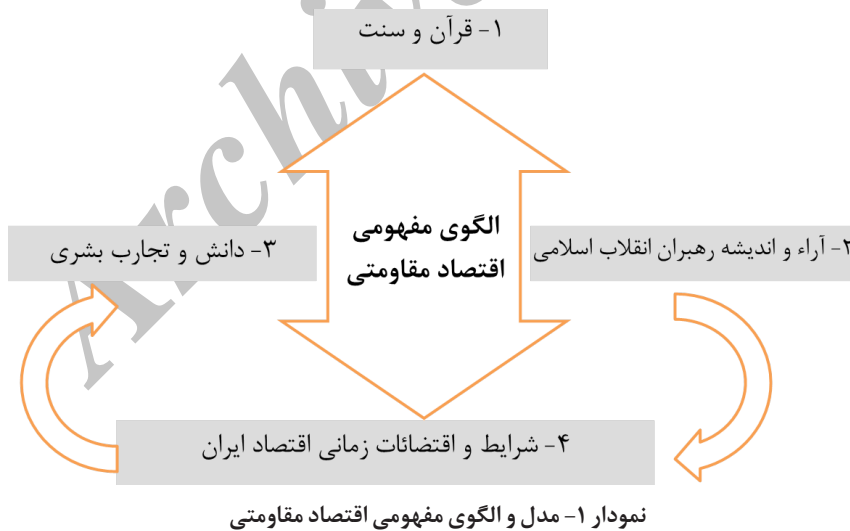 ۱- قرآن و سنت
الگوی مفهومی
اقتصاد مقاومتی
۲- آراء و اندیشه رهبران انقلاب اسلامی
۳- دانش و تجارب بشری
۴- شرایط و اقتضائات زمانی اقتصاد ایران
نمودار ۱- مدل و الگوی مفهومی اقتصاد مقاومتی